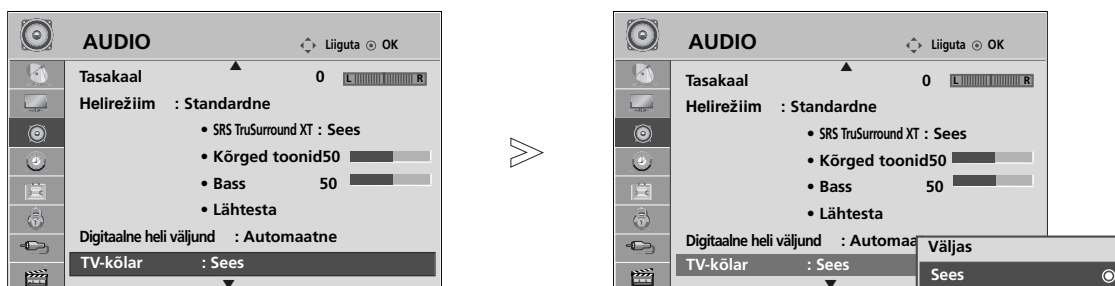 AUDIO Liiguta OK
Tasakaal 0 L R
Helirežiim : Standardne
• SRS TruSurround XT : Sees
• Kõrged toonid50
• Bass 50
• Lähtesta
Digitaalne heli väljund : Automaatne
TV-kõlar : Sees
>
AUDIO Liiguta OK
Tasakaal 0 L R
Helirežiim : Standardne
• SRS TruSurround XT : Sees
• Kõrged toonid50
• Bass 50
• Lähtesta
Digitaalne heli väljund : Automaa
TV-kõlar : Sees
Väljas
Sees